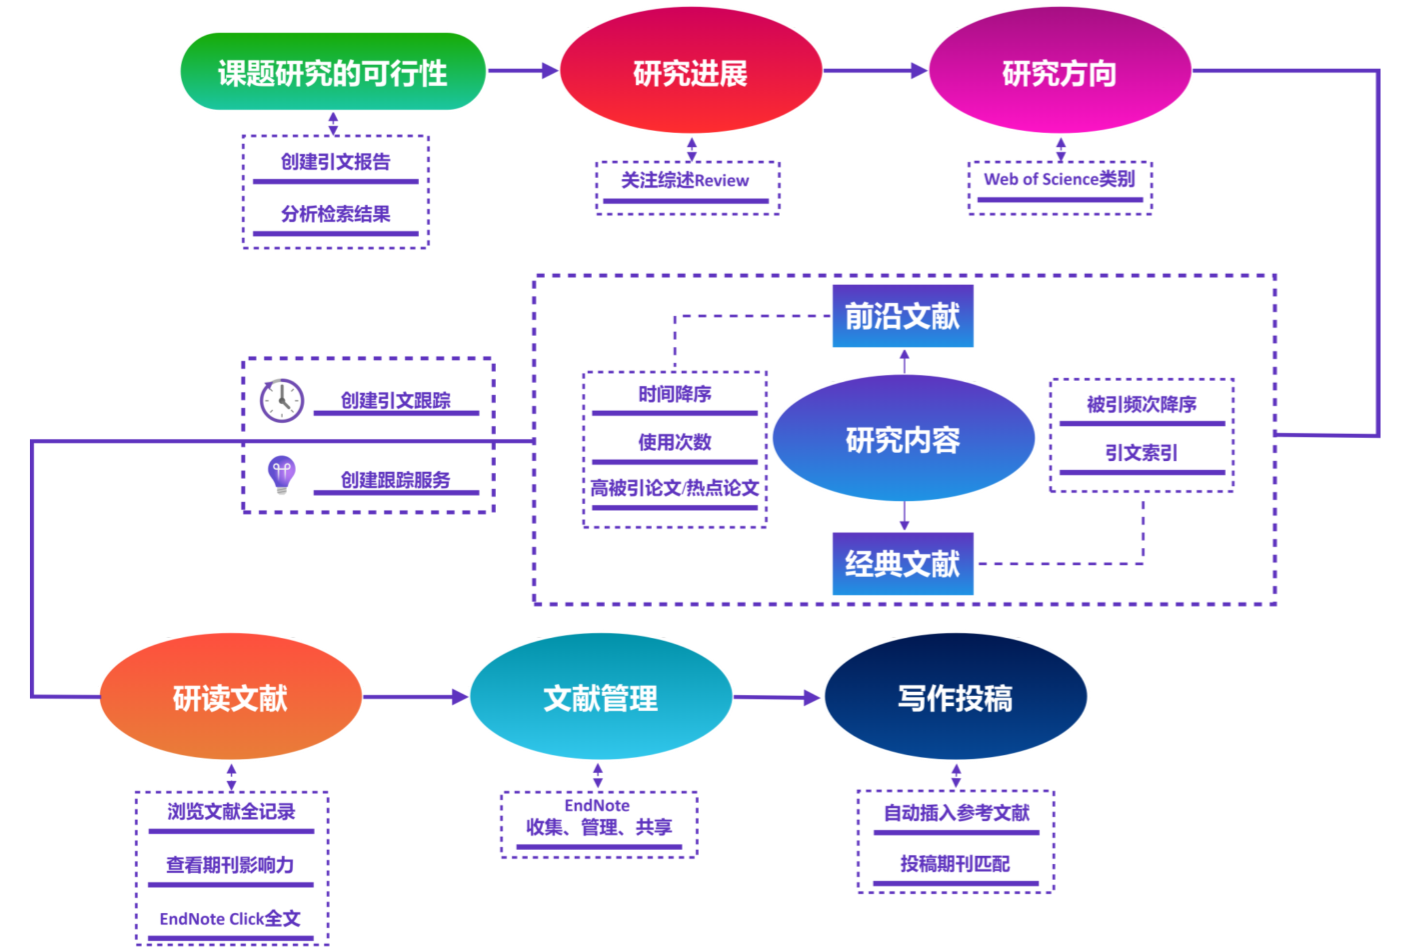 课题研究的可行性
研究进展
研究方向
创建引文报告
分析检索结果
关注综述Review
Web of Science类别
前沿文献
时间降序
使用次数
高被引论文/热点论文
研究内容
被引频次降序
引文索引
经典文献
创建引文跟踪
创建跟踪服务
研读文献
文献管理
写作投稿
浏览文献全记录
查看期刊影响力
EndNote Click全文
EndNote
收集、管理、共享
自动插入参考文献
投稿期刊匹配